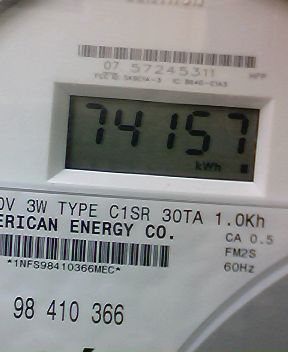 07 57245311
HPP
74157
kWh
0V 3W TYPE C1SR 30TA 1.0Kh
ERICAN ENERGY CO.
CA 0.5
FM2S
60Hz
*1NFS98410366MEC*
98 410 366